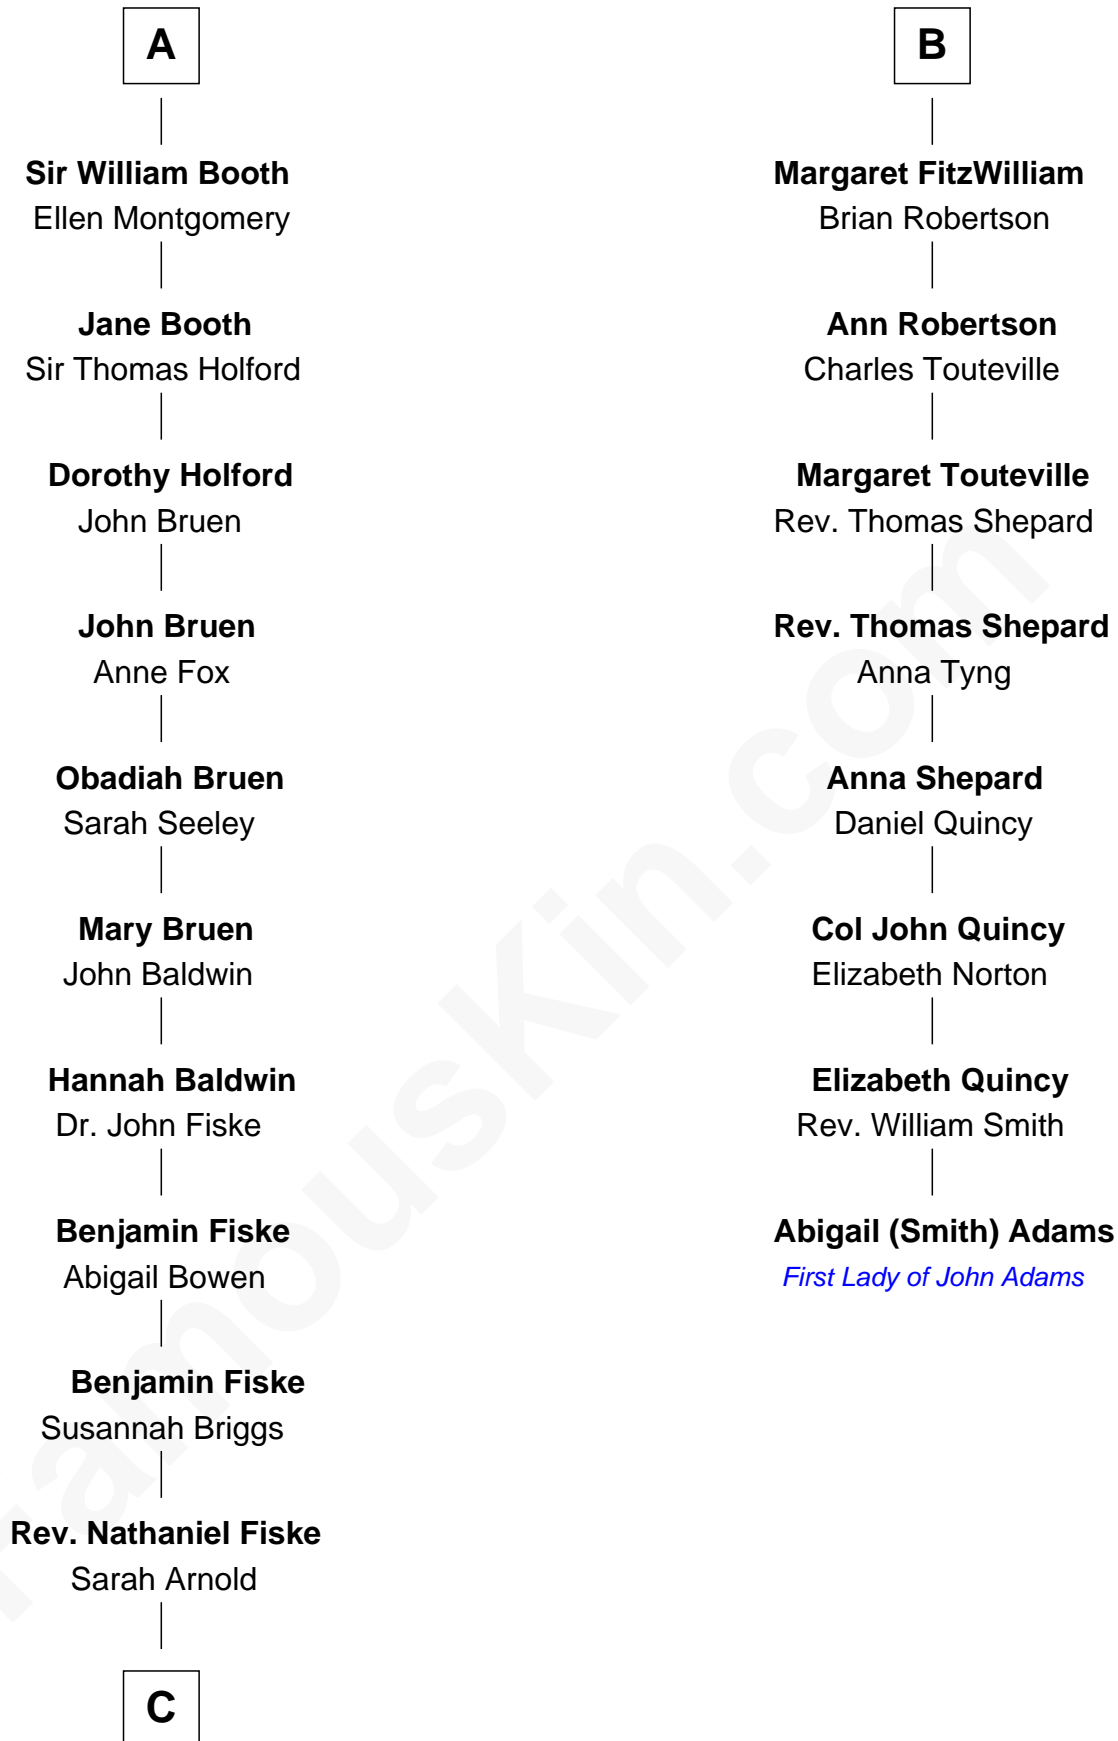 A
Sir William Booth
Ellen Montgomery
Jane Booth
Sir Thomas Holford
Dorothy Holford
John Bruen
John Bruen
Anne Fox
Obadiah Bruen
Sarah Seeley
Mary Bruen
John Baldwin
Hannah Baldwin
Dr. John Fiske
Benjamin Fiske
Abigail Bowen
Benjamin Fiske
Susannah Briggs
Rev. Nathaniel Fiske
Sarah Arnold
C
B
Margaret FitzWilliam
Brian Robertson
Ann Robertson
Charles Touteville
Margaret Touteville
Rev. Thomas Shepard
Rev. Thomas Shepard
Anna Tyng
Anna Shepard
Daniel Quincy
Col John Quincy
Elizabeth Norton
Elizabeth Quincy
Rev. William Smith
Abigail (Smith) Adams
First Lady of John Adams
FamousKin.com